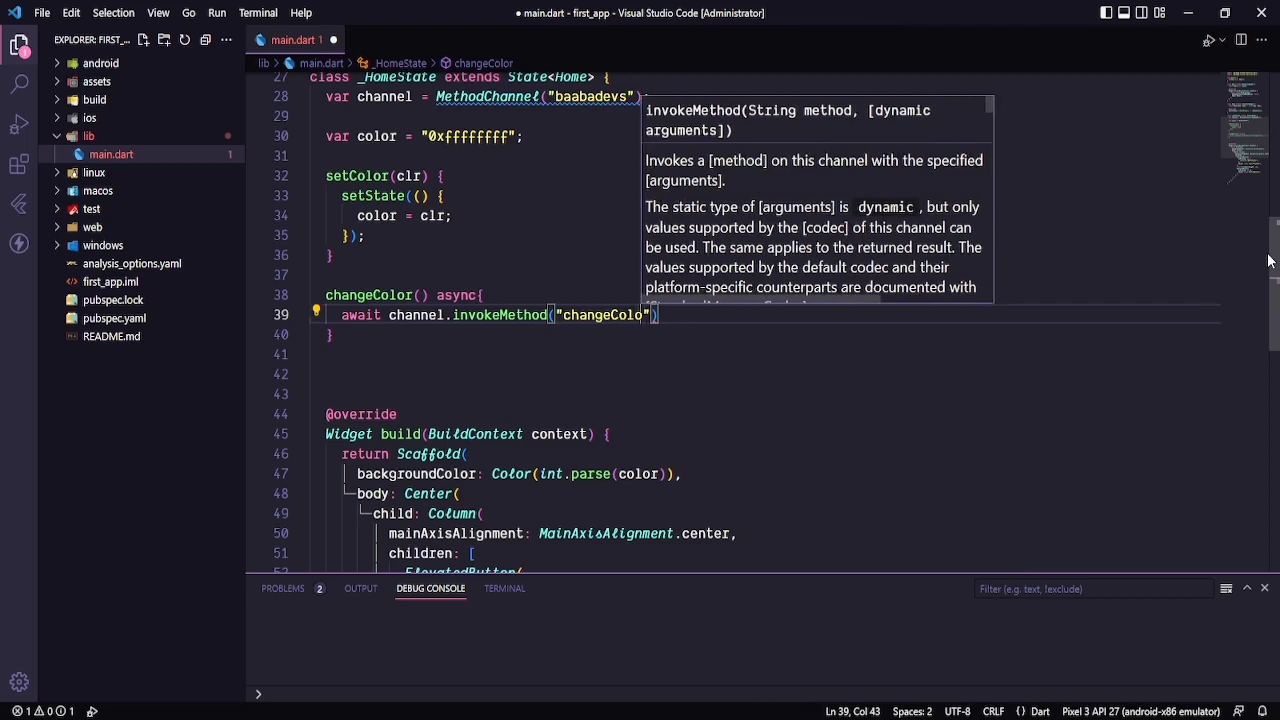 File Edit Selection View Go Run Terminal Help
● main.dart - first_app - Visual Studio Code [Administrator]
EXPLORER: FIRST_...
main.dart 1
lib > main.dart > _HomeState > changeColor
android
assets
build
ios
lib
main.dart 1
linux
macos
test
web
windows
analysis_options.yaml
first_app.iml
pubspec.lock
pubspec.yaml
README.md
27 class _HomeState extends State<Home> {
28 var channel = MethodChannel("baabadevs");
29
30 var color = "0xffffffff";
31
32 setColor(clr) {
33 setState(() {
34 color = clr;
35 });
36 }
37
38 changeColor() async{
39 await channel.invokeMethod("changeColo")
40 }
41
42
43
44 @override
45 Widget build(BuildContext context) {
46 return Scaffold(
47 backgroundColor: Color(int.parse(color)),
48 body: Center(
49 child: Column(
50 mainAxisAlignment: MainAxisAlignment.center,
51 children: [
52 ElevatedButton(
invokeMethod(String method, [dynamic
arguments])
Invokes a [method] on this channel with the specified
[arguments].
The static type of [arguments] is dynamic , but only
values supported by the [codec] of this channel can
be used. The same applies to the returned result. The
values supported by the default codec and their
platform-specific counterparts are documented with
PROBLEMS 2 OUTPUT DEBUG CONSOLE TERMINAL
Filter (e.g. text, !exclude)
1 0 1
Ln 39, Col 43 Spaces: 2 UTF-8 CRLF {} Dart Pixel 3 API 27 (android-x86 emulator)